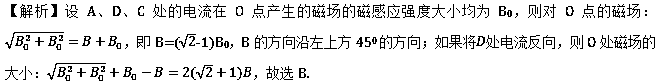 【解析】设 A、D、C 处的电流在 O 点产生的磁场的磁感应强度大小均为 B₀，则对 O 点的磁场：
√(B₀²+B₀²)=B+B₀，即 B=(√2-1)B₀，B 的方向沿左上方 45⁰的方向；如果将D处电流反向，则 O 处磁场的
大小：√(B₀²+B₀²)+B₀−B=2(√2+1)B，故选 B.